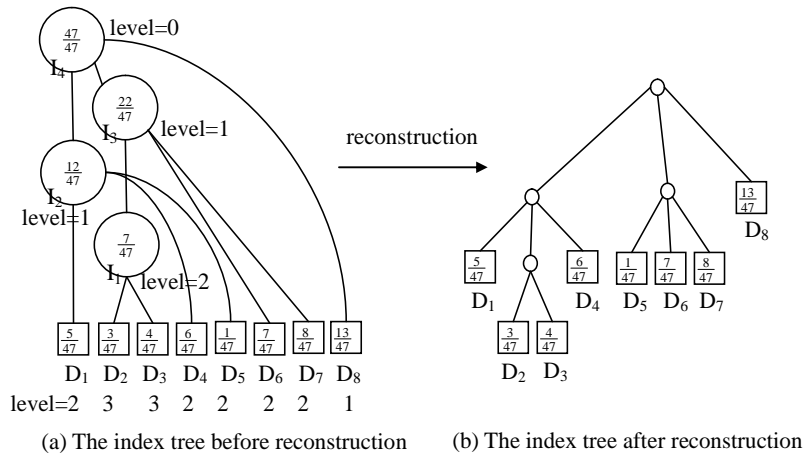 47/47 level=0
I4
22/47
I3 level=1
reconstruction
12/47
I2
level=1
7/47
I1 level=2
13/47
D8
5/47 6/47 1/47 7/47 8/47
D1 D4 D5 D6 D7
5/47 3/47 4/47 6/47 1/47 7/47 8/47 13/47
3/47 4/47
D1 D2 D3 D4 D5 D6 D7 D8
D2 D3
level=2 3 3 2 2 2 2 1
(a) The index tree before reconstruction
(b) The index tree after reconstruction